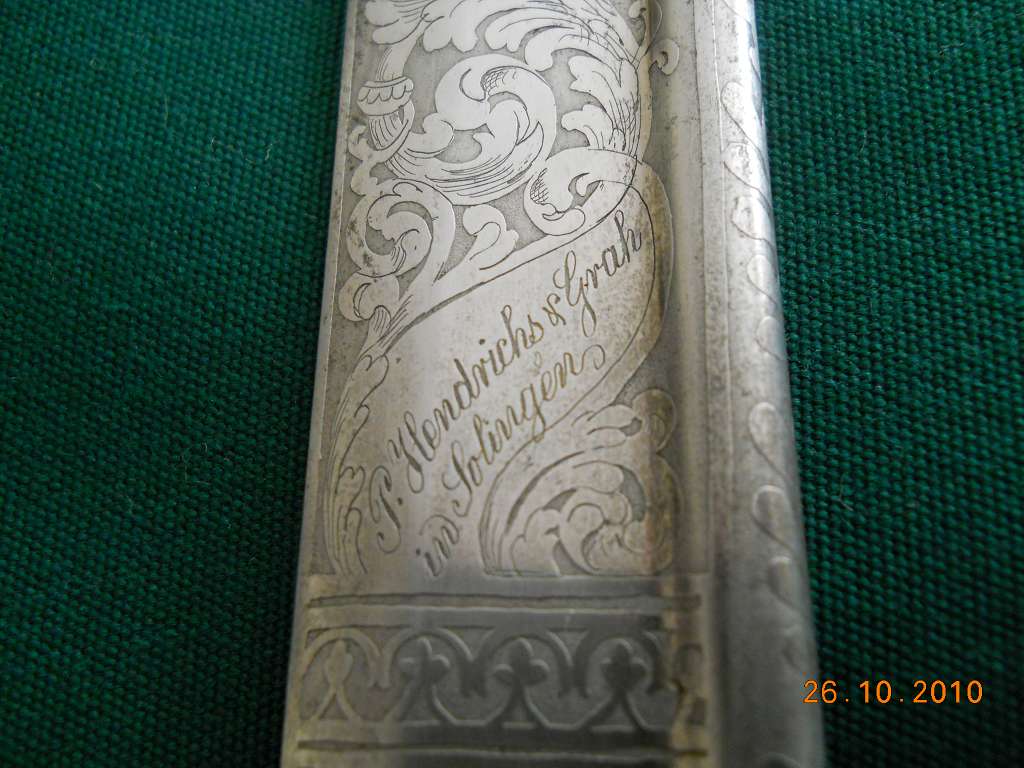 P. Hendrichs & Grah
in Solingen
26.10.2010